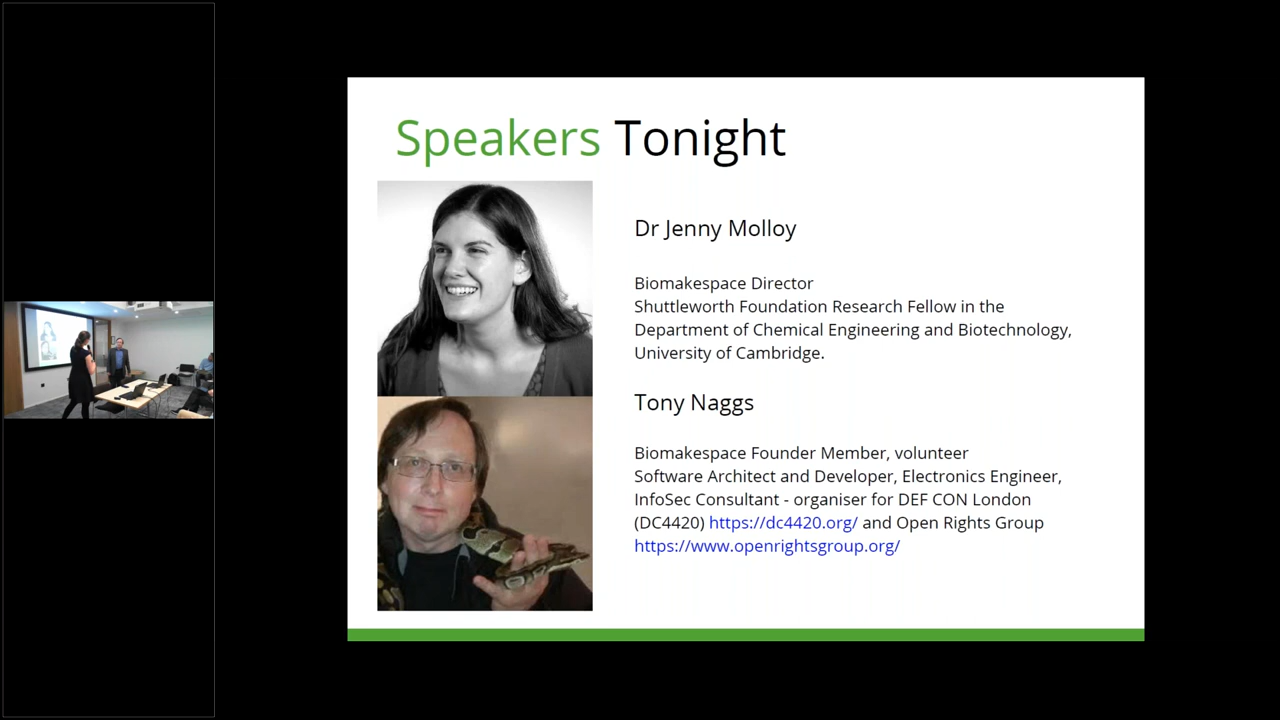 Speakers Tonight
Dr Jenny Molloy
Biomakespace Director
Shuttleworth Foundation Research Fellow in the
Department of Chemical Engineering and Biotechnology,
University of Cambridge.
Tony Naggs
Biomakespace Founder Member, volunteer
Software Architect and Developer, Electronics Engineer,
InfoSec Consultant - organiser for DEF CON London
(DC4420) https://dc4420.org/ and Open Rights Group
https://www.openrightsgroup.org/